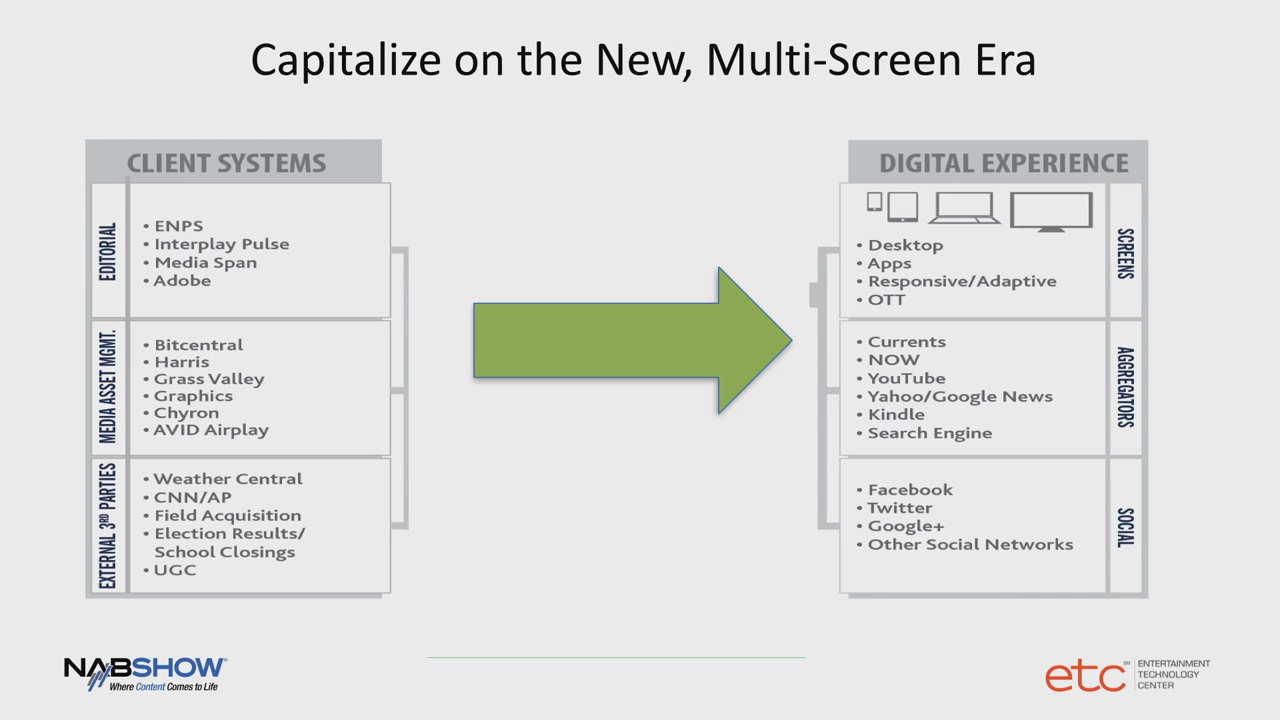 Capitalize on the New, Multi-Screen Era
CLIENT SYSTEMS
EDITORIAL
• ENPS
• Interplay Pulse
• Media Span
• Adobe
MEDIA ASSET MGMT.
• Bitcentral
• Harris
• Grass Valley
• Graphics
• Chyron
• AVID Airplay
EXTERNAL 3RD PARTIES
• Weather Central
• CNN/AP
• Field Acquisition
• Election Results/
School Closings
• UGC
DIGITAL EXPERIENCE
• Desktop
• Apps
• Responsive/Adaptive
• OTT
SCREENS
• Currents
• NOW
• YouTube
• Yahoo/Google News
• Kindle
• Search Engine
AGGREGATORS
• Facebook
• Twitter
• Google+
• Other Social Networks
SOCIAL
NABSHOW®
Where Content Comes to Life
etc℠
ENTERTAINMENT
TECHNOLOGY
CENTER